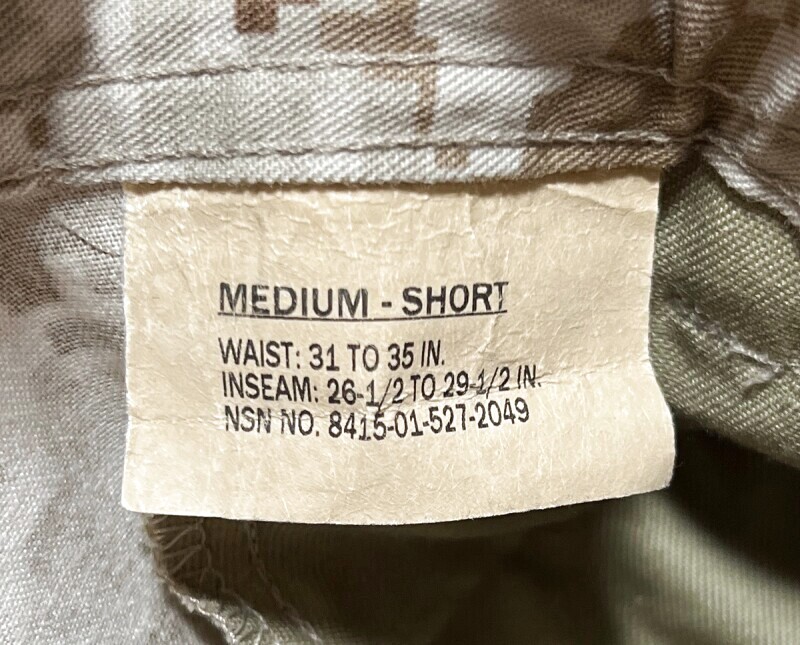 MEDIUM - SHORT
WAIST: 31 TO 35 IN.
INSEAM: 26-1/2 TO 29-1/2 IN.
NSN NO. 8415-01-527-2049